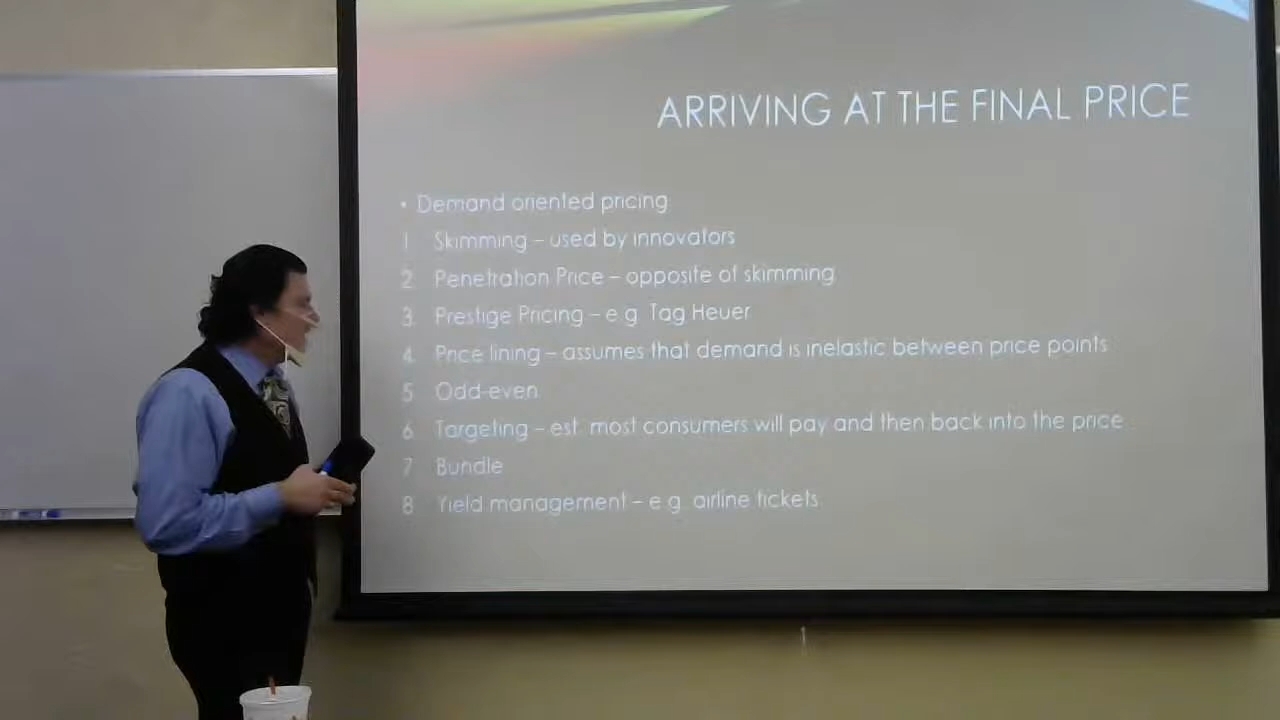 ARRIVING AT THE FINAL PRICE
• Demand oriented pricing
1. Skimming – used by innovators
2. Penetration Price – opposite of skimming
3. Prestige Pricing – e.g. Tag Heuer
4. Price lining – assumes that demand is inelastic between price points
5. Odd-even
6. Targeting – est. most consumers will pay and then back into the price
7. Bundle
8. Yield management – e.g. airline tickets